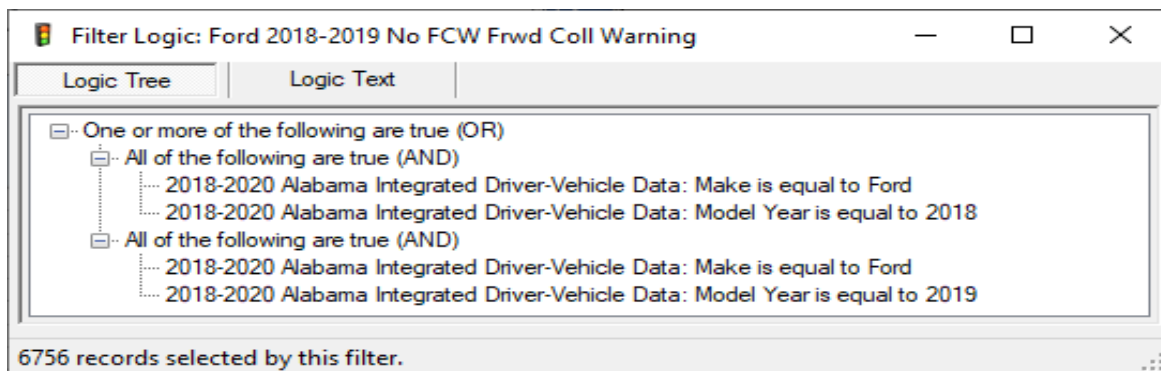 Filter Logic: Ford 2018-2019 No FCW Frwd Coll Warning
Logic Tree Logic Text
One or more of the following are true (OR)
All of the following are true (AND)
2018-2020 Alabama Integrated Driver-Vehicle Data: Make is equal to Ford
2018-2020 Alabama Integrated Driver-Vehicle Data: Model Year is equal to 2018
All of the following are true (AND)
2018-2020 Alabama Integrated Driver-Vehicle Data: Make is equal to Ford
2018-2020 Alabama Integrated Driver-Vehicle Data: Model Year is equal to 2019
6756 records selected by this filter.